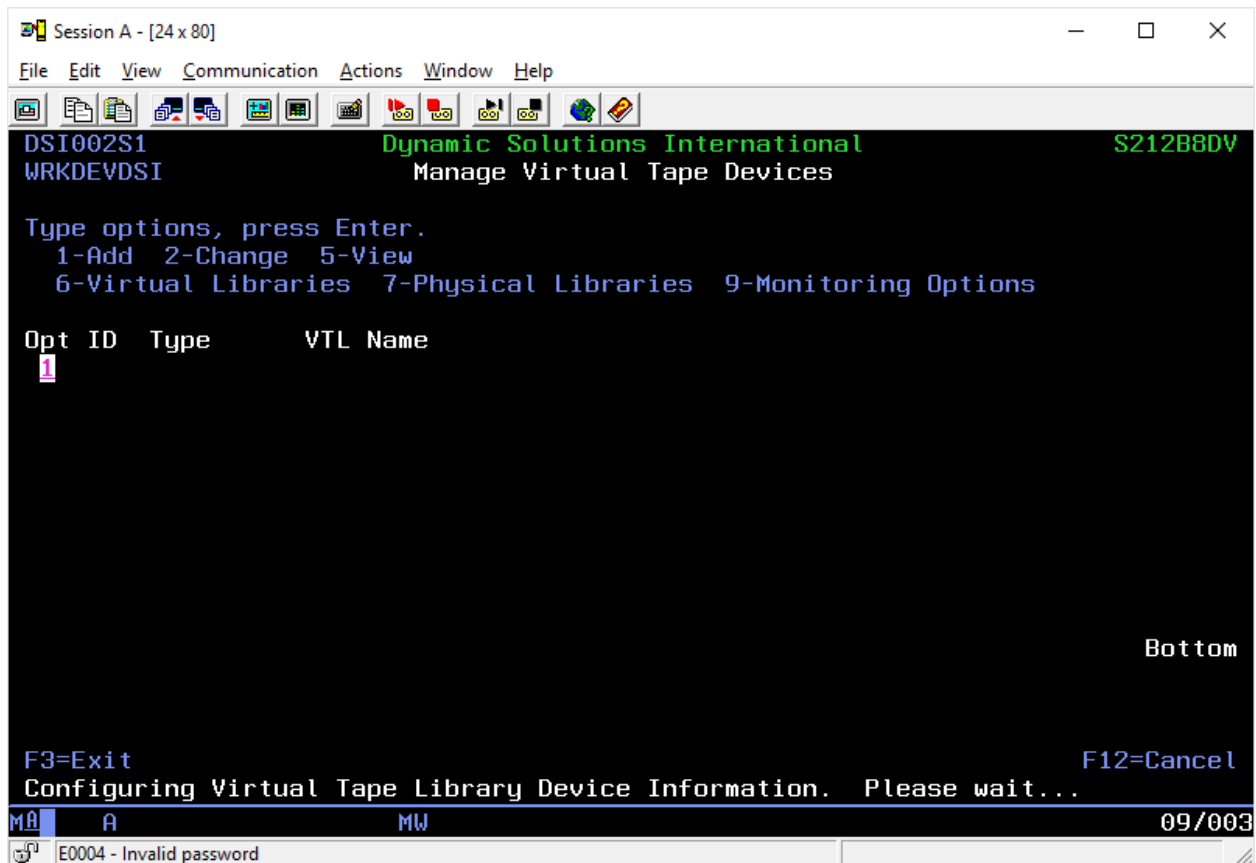 Session A - [24 x 80]
File Edit View Communication Actions Window Help
DSI002S1 Dynamic Solutions International S212B8DV
WRKDEVDSI Manage Virtual Tape Devices
Type options, press Enter.
1-Add 2-Change 5-View
6-Virtual Libraries 7-Physical Libraries 9-Monitoring Options
Opt ID Type VTL Name
1
Bottom
F3=Exit F12=Cancel
Configuring Virtual Tape Library Device Information. Please wait...
MA A MW 09/003
E0004 - Invalid password